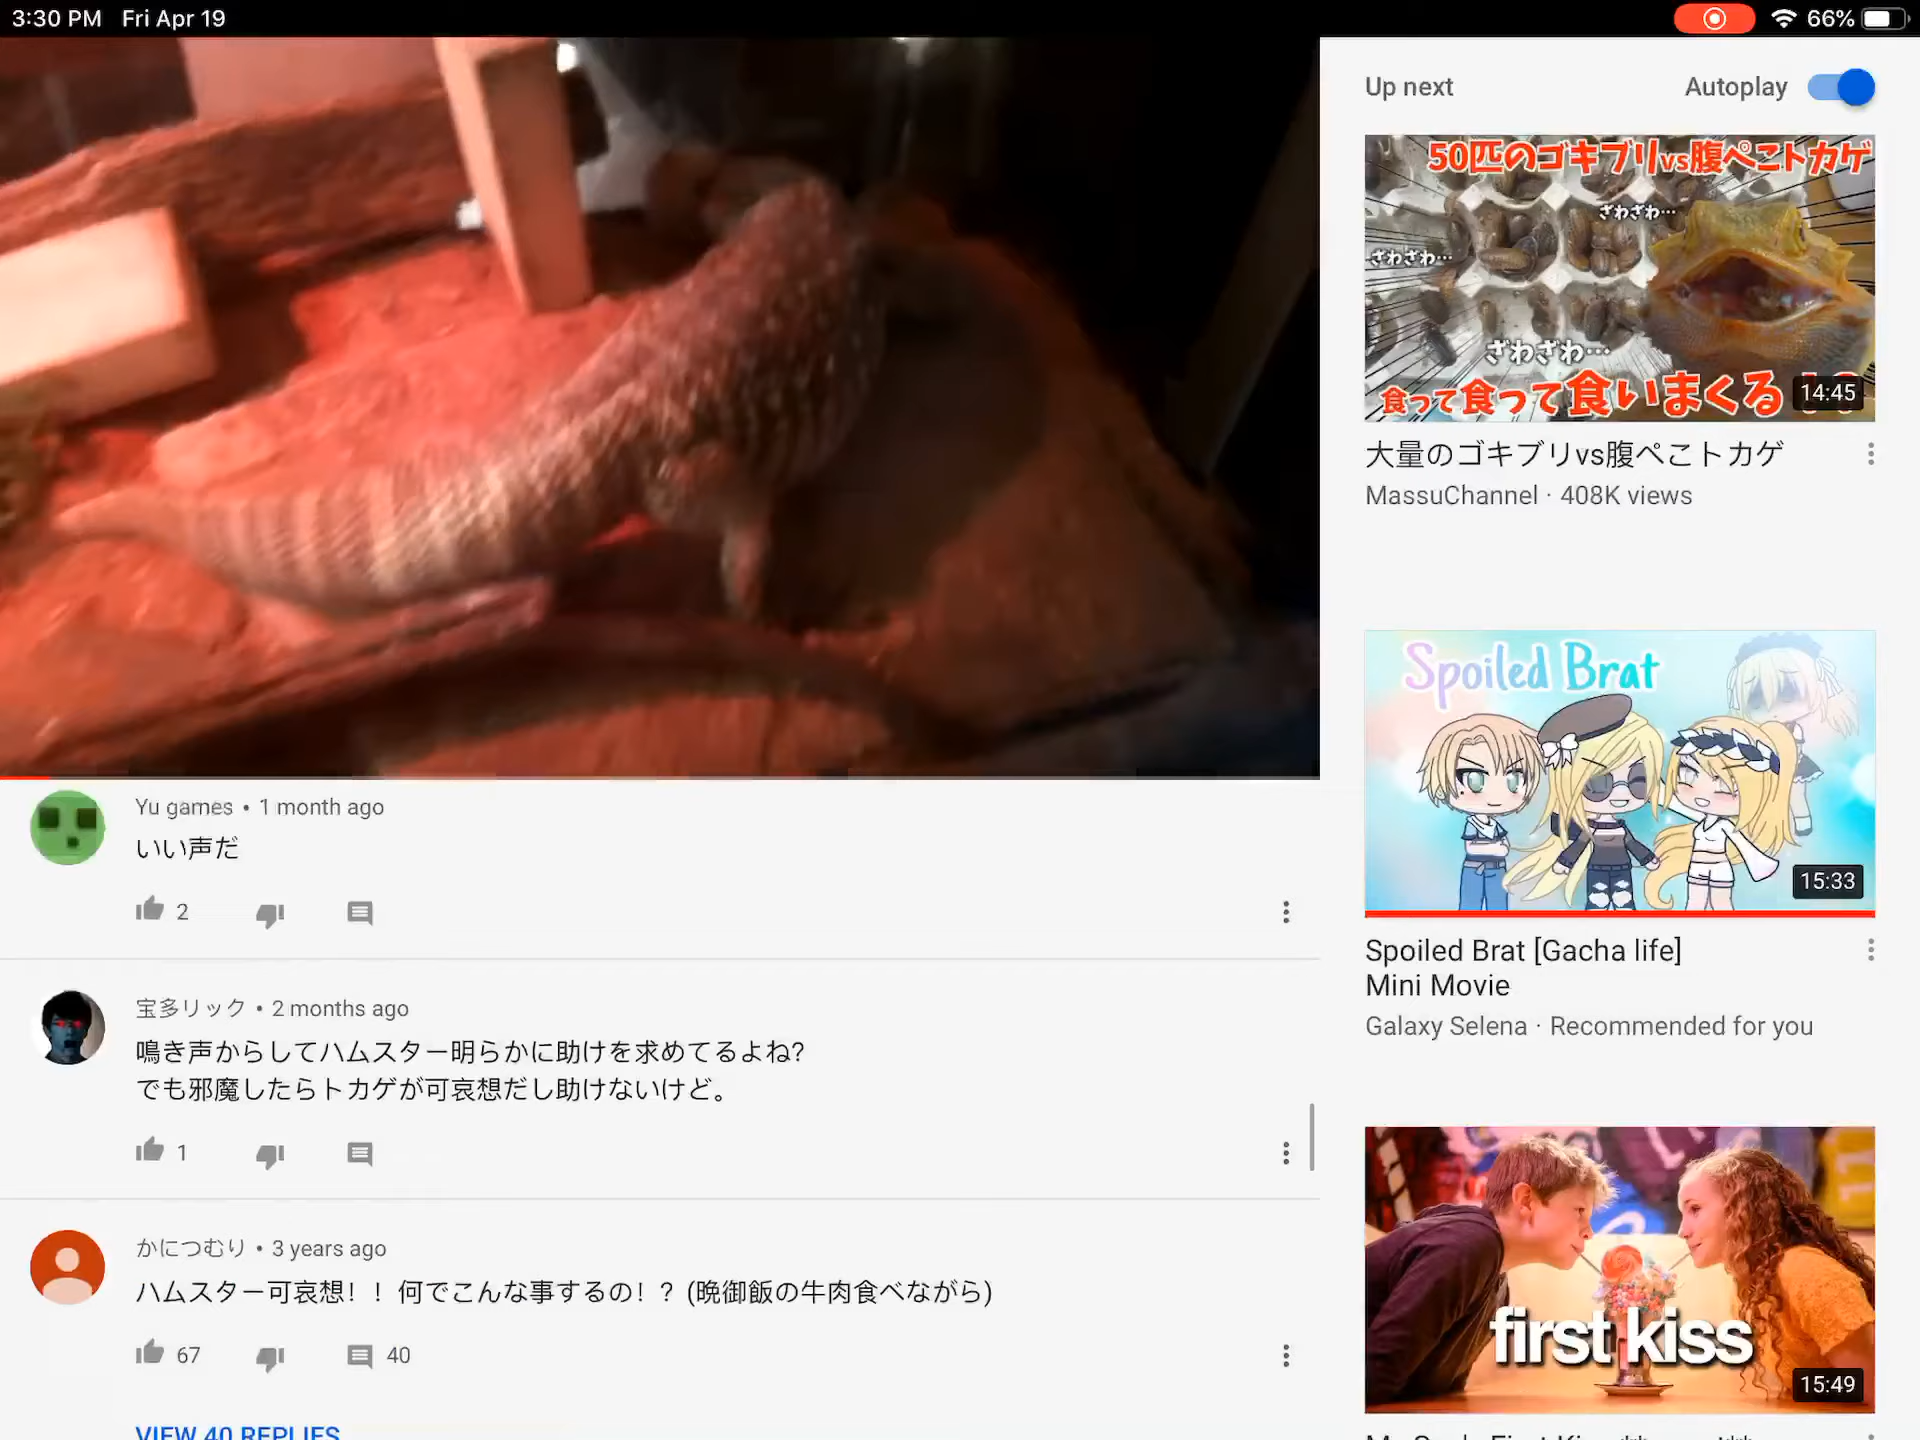 3:30 PM Fri Apr 19
66%
Up next
Autoplay
50匹のゴキブリvs腹ぺこトカゲ
ざわざわ…
ざわざわ…
ざわざわ…
食って食って食いまくる
14:45
大量のゴキブリvs腹ぺこトカゲ
MassuChannel · 408K views
Spoiled Brat
15:33
Spoiled Brat [Gacha life]
Mini Movie
Galaxy Selena · Recommended for you
first kiss
15:49
Yu games • 1 month ago
いい声だ
2
宝多リック • 2 months ago
鳴き声からしてハムスター明らかに助けを求めてるよね?
でも邪魔したらトカゲが可哀想だし助けないけど。
1
かにつむり • 3 years ago
ハムスター可哀想！！何でこんな事するの！？(晩御飯の牛肉食べながら)
67
40
VIEW 40 REPLIES